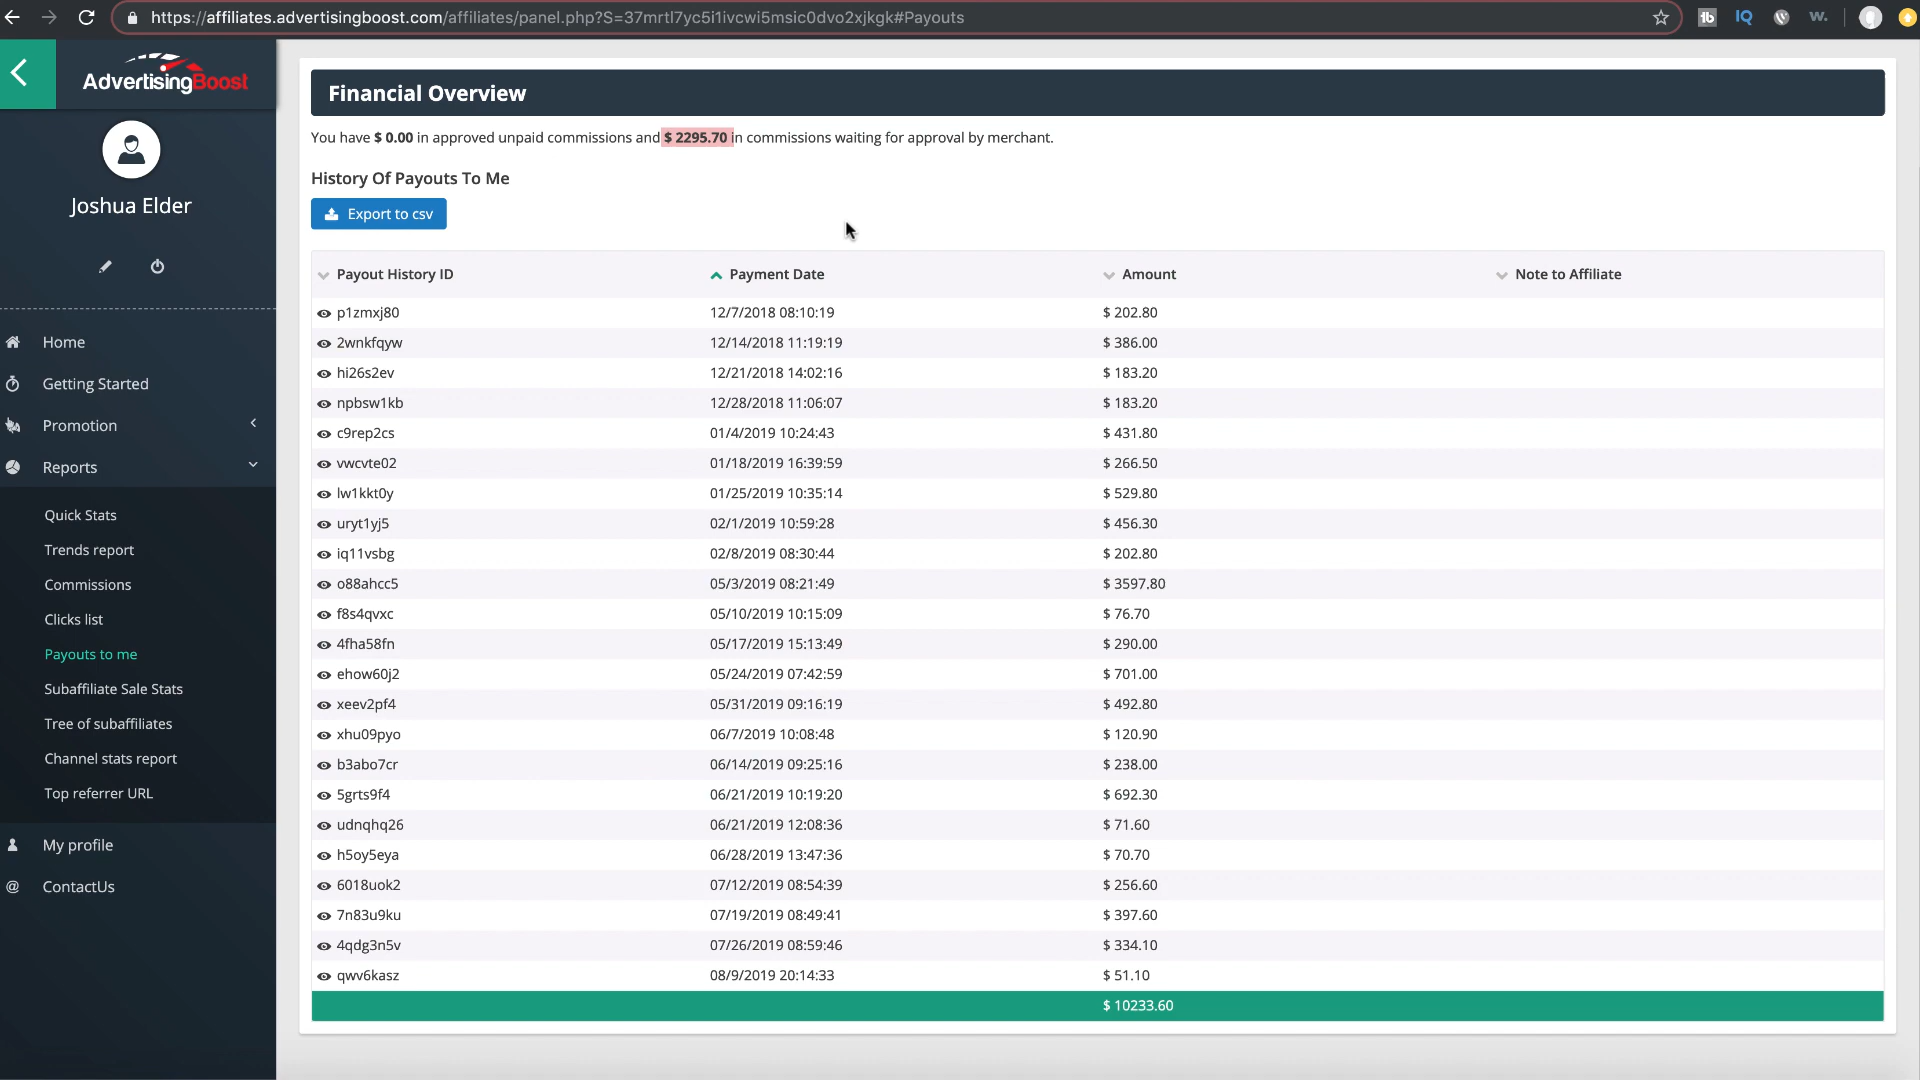 https://affiliates.advertisingboost.com/affiliates/panel.php?S=37mrtl7yc5i1ivcwi5msic0dvo2xjkgk#Payouts
tb IQ w.
AdvertisingBoost
Joshua Elder
Home
Getting Started
Promotion
Reports
Quick Stats
Trends report
Commissions
Clicks list
Payouts to me
Subaffiliate Sale Stats
Tree of subaffiliates
Channel stats report
Top referrer URL
My profile
@ ContactUs
Financial Overview
You have $ 0.00 in approved unpaid commissions and $ 2295.70 in commissions waiting for approval by merchant.
History Of Payouts To Me
Export to csv
Payout History ID Payment Date Amount Note to Affiliate
p1zmxj80 12/7/2018 08:10:19 $ 202.80
2wnkfqyw 12/14/2018 11:19:19 $ 386.00
hi26s2ev 12/21/2018 14:02:16 $ 183.20
npbsw1kb 12/28/2018 11:06:07 $ 183.20
c9rep2cs 01/4/2019 10:24:43 $ 431.80
vwcvte02 01/18/2019 16:39:59 $ 266.50
lw1kkt0y 01/25/2019 10:35:14 $ 529.80
uryt1yj5 02/1/2019 10:59:28 $ 456.30
iq11vsbg 02/8/2019 08:30:44 $ 202.80
o88ahcc5 05/3/2019 08:21:49 $ 3597.80
f8s4qvxc 05/10/2019 10:15:09 $ 76.70
4fha58fn 05/17/2019 15:13:49 $ 290.00
ehow60j2 05/24/2019 07:42:59 $ 701.00
xeev2pf4 05/31/2019 09:16:19 $ 492.80
xhu09pyo 06/7/2019 10:08:48 $ 120.90
b3abo7cr 06/14/2019 09:25:16 $ 238.00
5grts9f4 06/21/2019 10:19:20 $ 692.30
udnqhq26 06/21/2019 12:08:36 $ 71.60
h5oy5eya 06/28/2019 13:47:36 $ 70.70
6018uok2 07/12/2019 08:54:39 $ 256.60
7n83u9ku 07/19/2019 08:49:41 $ 397.60
4qdg3n5v 07/26/2019 08:59:46 $ 334.10
qwv6kasz 08/9/2019 20:14:33 $ 51.10
$ 10233.60